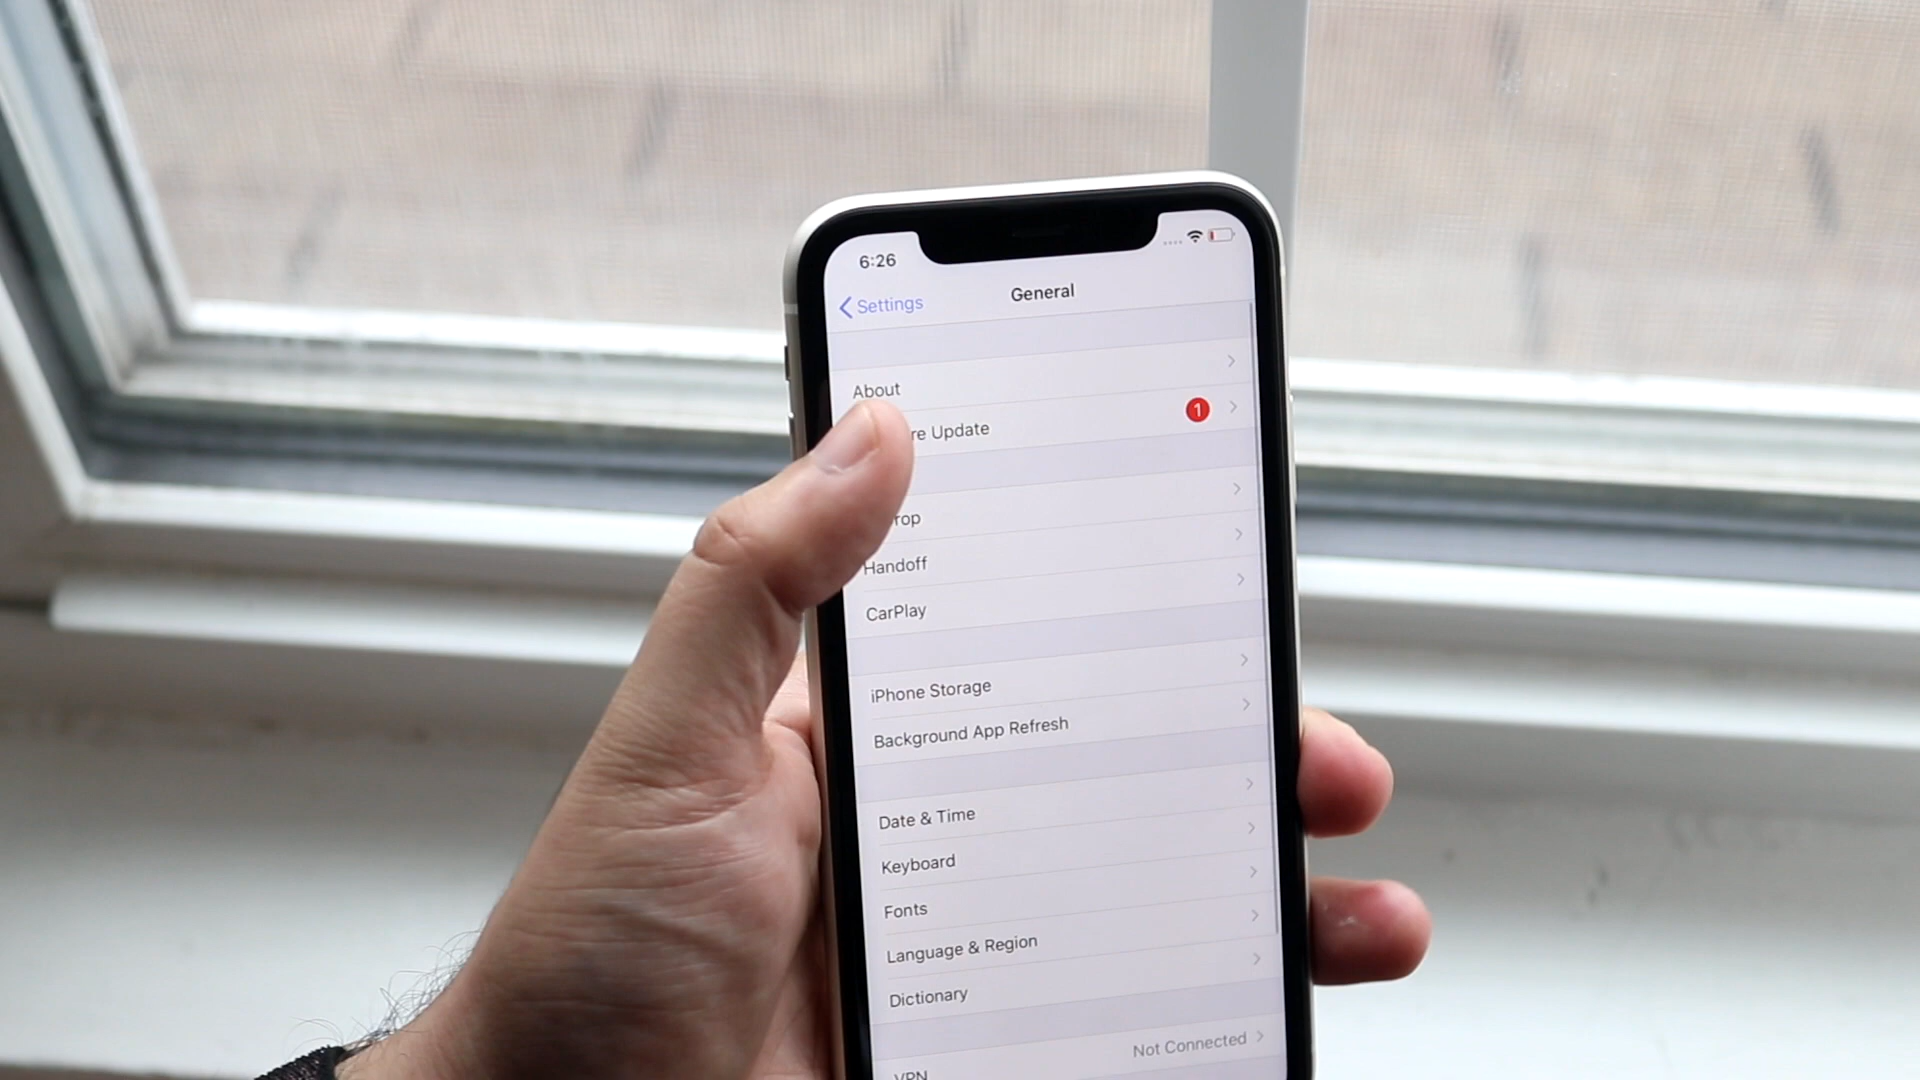 6:26
Settings
General
About
re Update
1
rop
Handoff
CarPlay
iPhone Storage
Background App Refresh
Date & Time
Keyboard
Fonts
Language & Region
Dictionary
VPN
Not Connected